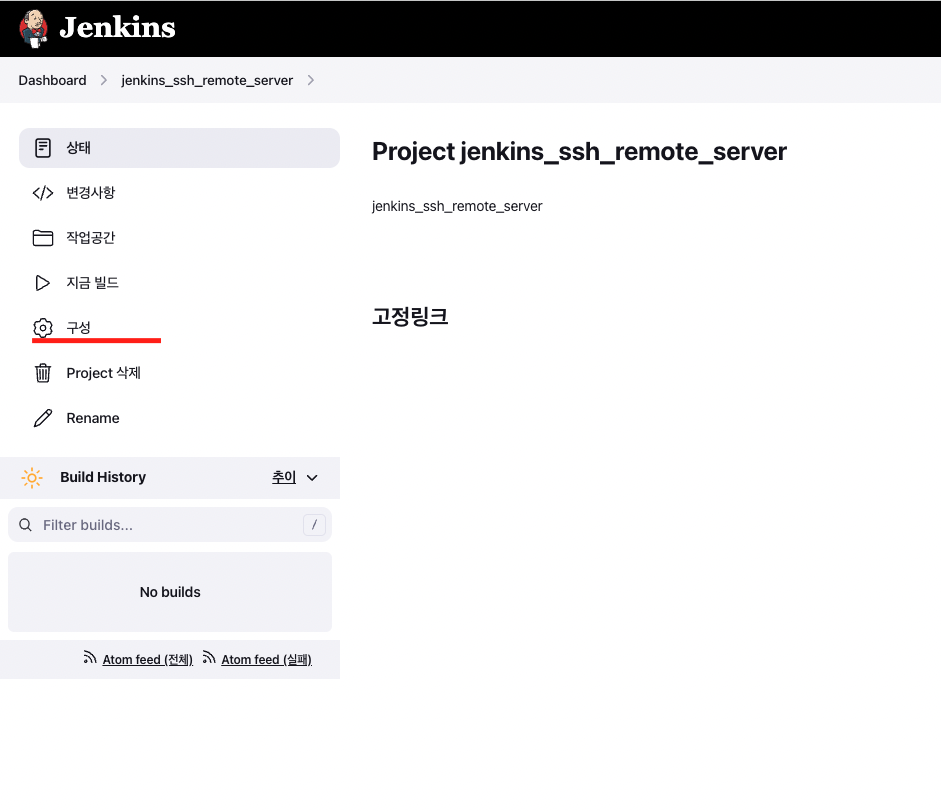 Jenkins
Dashboard
jenkins_ssh_remote_server
상태
변경사항
작업공간
지금 빌드
구성
Project 삭제
Rename
Build History
추이
Filter builds...
/
No builds
Atom feed (전체)
Atom feed (실패)
Project jenkins_ssh_remote_server
jenkins_ssh_remote_server
고정링크